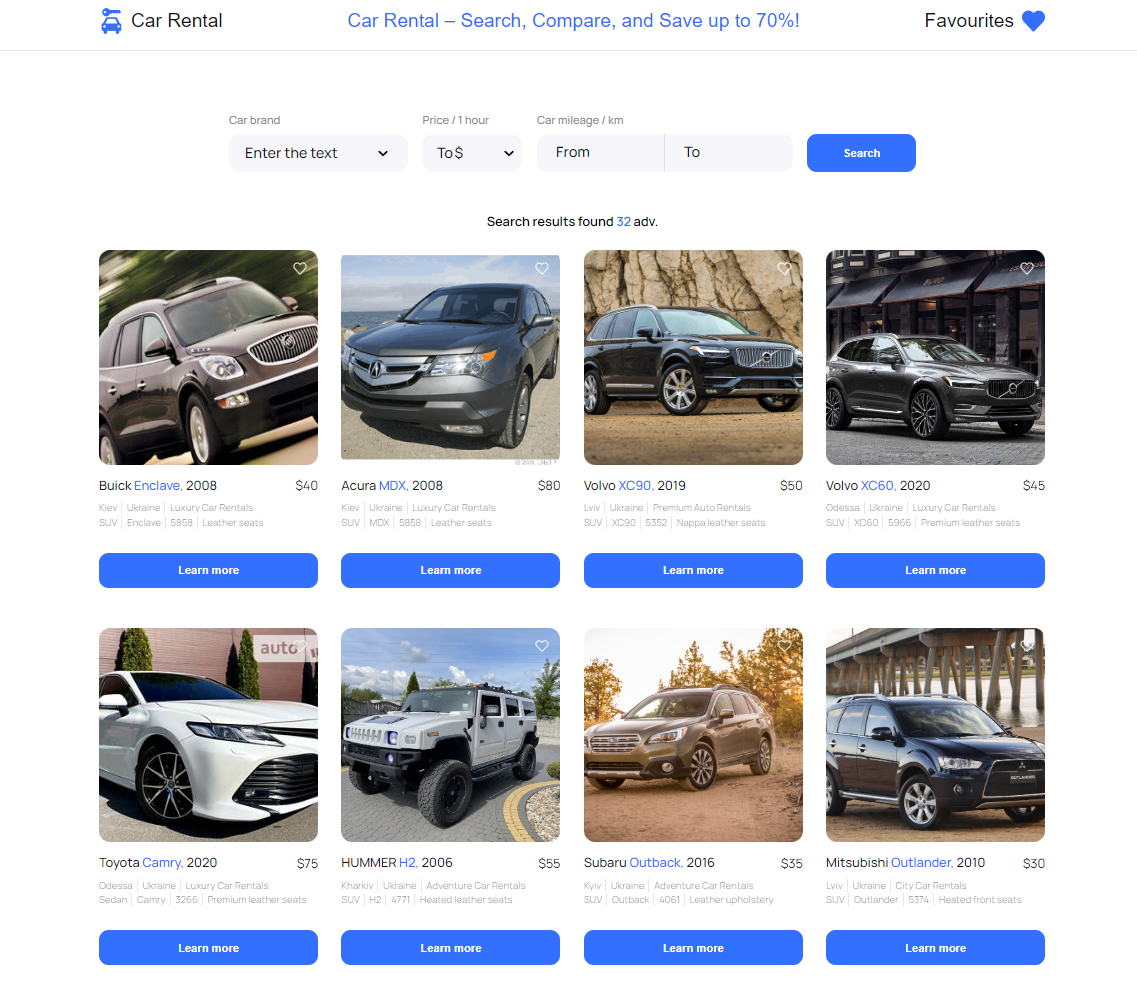 Car Rental
Car Rental – Search, Compare, and Save up to 70%!
Favourites
Car brand
Price / 1 hour
Car mileage / km
Enter the text
To $
From
To
Search
Search results found 32 adv.
Buick Enclave, 2008
$40
Kiev | Ukraine | Luxury Car Rentals
SUV | Enclave | 5858 | Leather seats
Learn more
Acura MDX, 2008
$80
Kiev | Ukraine | Luxury Car Rentals
SUV | MDX | 5858 | Leather seats
Learn more
Volvo XC90, 2019
$50
Lviv | Ukraine | Premium Auto Rentals
SUV | XC90 | 5352 | Nappa leather seats
Learn more
Volvo XC60, 2020
$45
Odessa | Ukraine | Luxury Car Rentals
SUV | XC60 | 5966 | Premium leather seats
Learn more
auto
Toyota Camry, 2020
$75
Odessa | Ukraine | Luxury Car Rentals
Sedan | Camry | 3266 | Premium leather seats
Learn more
HUMMER H2, 2006
$55
Kharkiv | Ukraine | Adventure Car Rentals
SUV | H2 | 4771 | Heated leather seats
Learn more
Subaru Outback, 2016
$35
Kyiv | Ukraine | Adventure Car Rentals
SUV | Outback | 4061 | Leather upholstery
Learn more
OUTLANDER
Mitsubishi Outlander, 2010
$30
Lviv | Ukraine | City Car Rentals
SUV | Outlander | 5374 | Heated front seats
Learn more